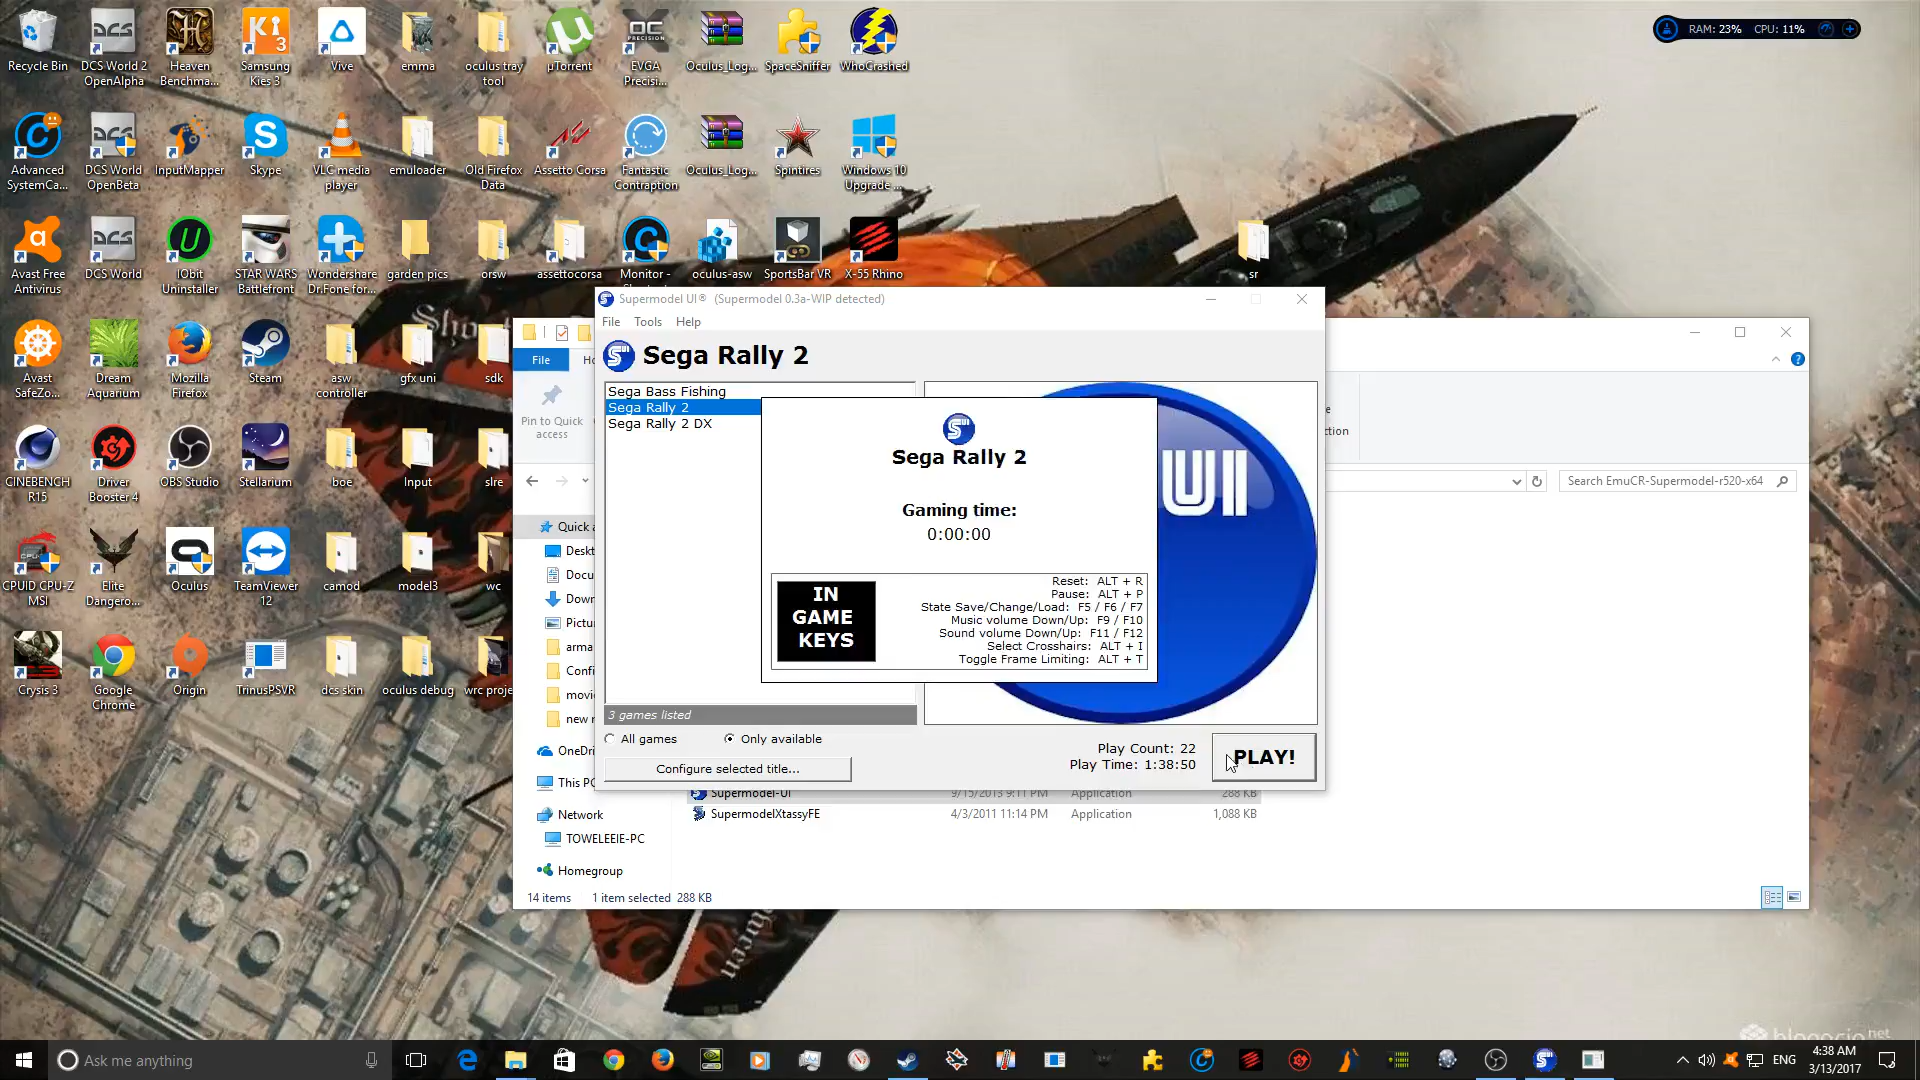 RAM: 23% CPU: 11%
Recycle Bin
DCS World 2
OpenAlpha
Heaven
Benchma...
Samsung
Kies 3
Vive
emma
oculus tray
tool
µTorrent
EVGA
Precisi...
Oculus_Log...
SpaceSniffer
WhoCrashed
Advanced
SystemCa...
DCS World
OpenBeta
InputMapper
Skype
VLC media
player
emuloader
Old Firefox
Data
Assetto Corsa
Fantastic
Contraption
Oculus_Log...
Spintires
Windows 10
Upgrade ...
Avast Free
Antivirus
DCS World
IObit
Uninstaller
STAR WARS
Battlefront
Wondershare
Dr.Fone for...
garden pics
orsw
assettocorsa
Monitor -
oculus-asw
SportsBar VR
X-55 Rhino
sr
Avast
SafeZo...
Dream
Aquarium
Mozilla
Firefox
Steam
asw
controller
gfx uni
sdk
CINEBENCH
R15
Driver
Booster 4
OBS Studio
Stellarium
boe
Input
slre
CPUID CPU-Z
MSI
Elite
Dangero...
Oculus
TeamViewer
12
camod
model3
wc
Crysis 3
Google
Chrome
Origin
TrinusPSVR
dcs skin
oculus debug
wrc proje
Supermodel UI® (Supermodel 0.3a-WIP detected)
File Tools Help
Sega Rally 2
Sega Bass Fishing
Sega Rally 2
Sega Rally 2 DX
UI
Sega Rally 2
Gaming time:
0:00:00
IN
GAME
KEYS
Reset: ALT + R
Pause: ALT + P
State Save/Change/Load: F5 / F6 / F7
Music volume Down/Up: F9 / F10
Sound volume Down/Up: F11 / F12
Select Crosshairs: ALT + I
Toggle Frame Limiting: ALT + T
3 games listed
All games Only available
Configure selected title...
Play Count: 22
Play Time: 1:38:50
PLAY!
File
Pin to Quick
access
ction
Search EmuCR-Supermodel-r520-x64
Quick a
Deskt
Docu
Down
Pictu
arma
Confi
movi
new r
OneDri
This PC
Network
TOWELEEIE-PC
Homegroup
Supermodel-UI 9/15/2013 9:11 PM Application 288 KB
SupermodelXtassyFE 4/3/2011 11:14 PM Application 1,088 KB
14 items 1 item selected 288 KB
Ask me anything
ENG
4:38 AM
3/13/2017